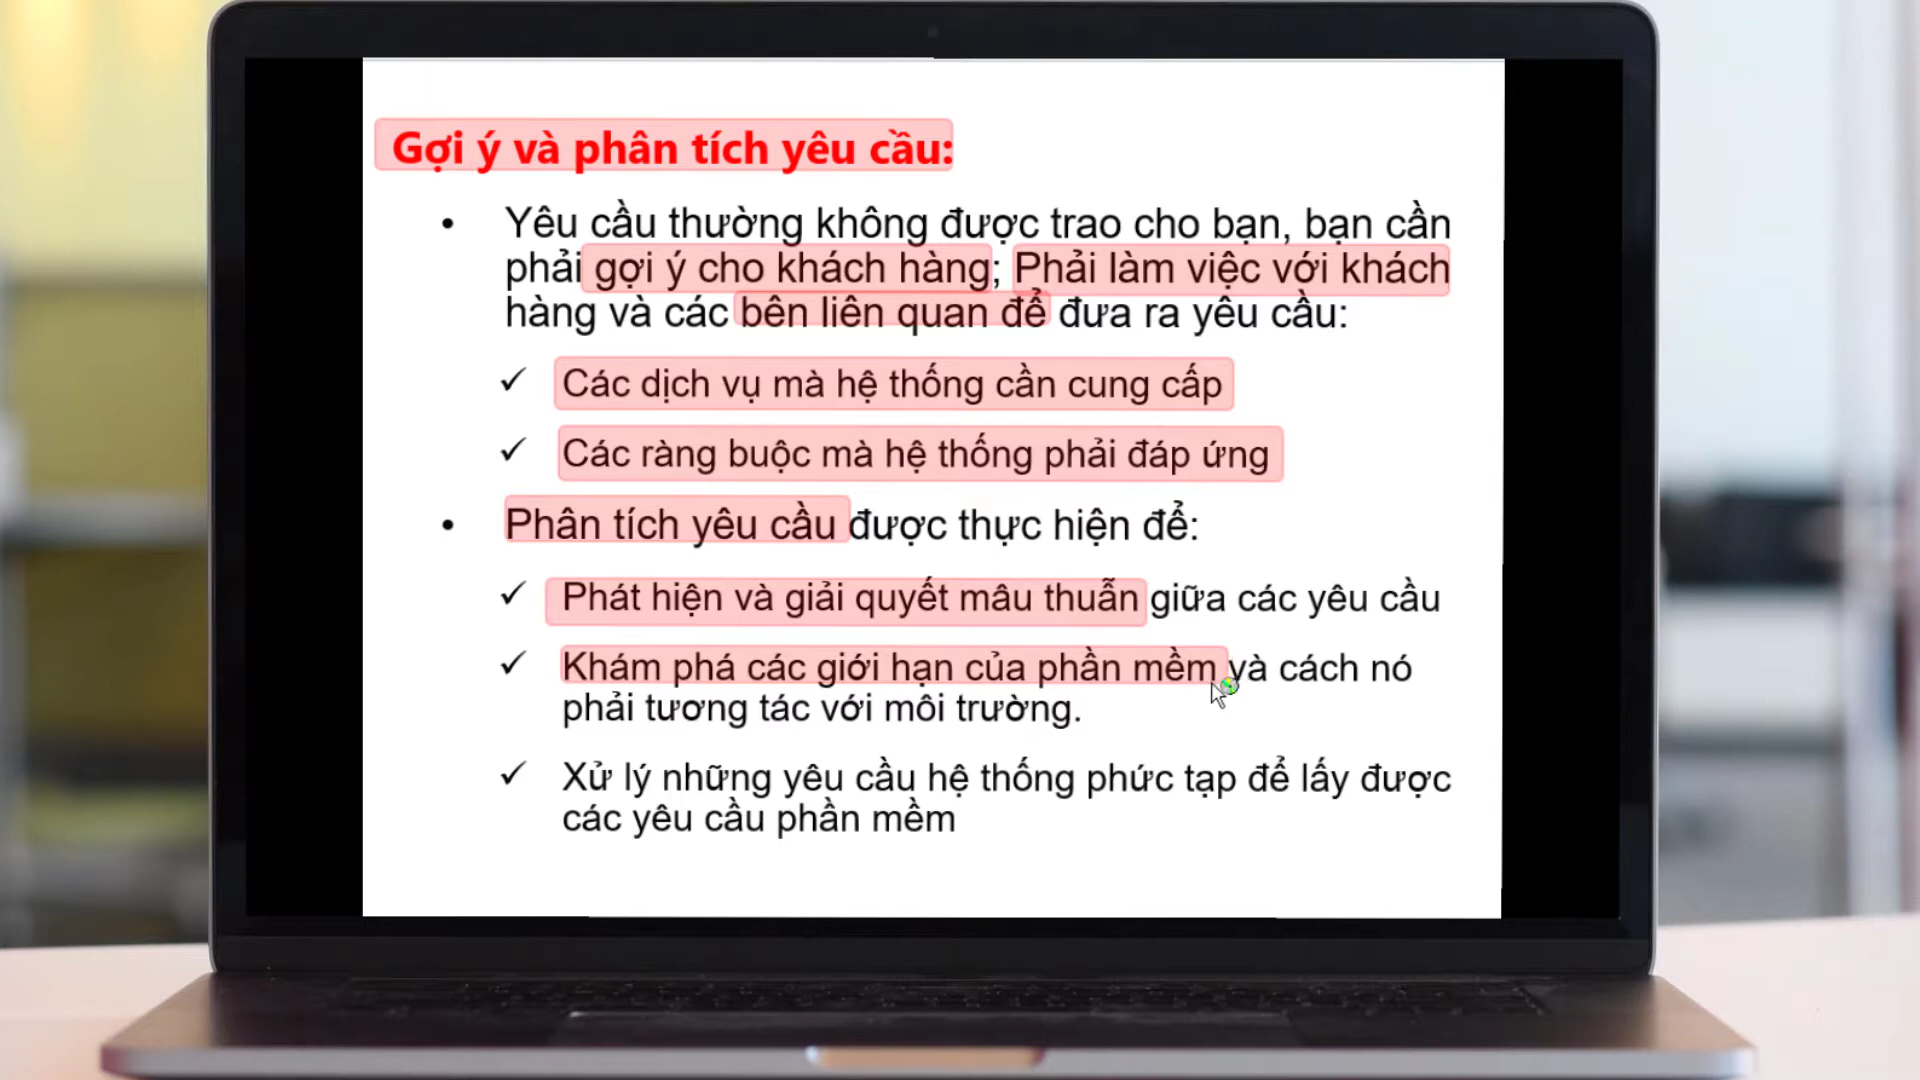 Gợi ý và phân tích yêu cầu:
• Yêu cầu thường không được trao cho bạn, bạn cần
phải gợi ý cho khách hàng; Phải làm việc với khách
hàng và các bên liên quan để đưa ra yêu cầu:
✓ Các dịch vụ mà hệ thống cần cung cấp
✓ Các ràng buộc mà hệ thống phải đáp ứng
• Phân tích yêu cầu được thực hiện để:
✓ Phát hiện và giải quyết mâu thuẫn giữa các yêu cầu
✓ Khám phá các giới hạn của phần mềm và cách nó
phải tương tác với môi trường.
✓ Xử lý những yêu cầu hệ thống phức tạp để lấy được
các yêu cầu phần mềm